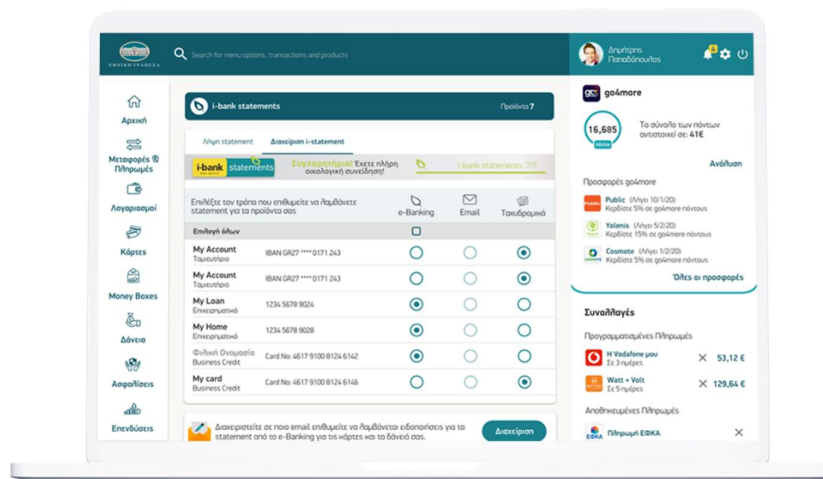 ΕΘΝΙΚΗ ΤΡΑΠΕΖΑ
Search for menu options, transactions and products
Δημήτρης
Παπαδόπουλος
4
Αρχική
Μεταφορές &
Πληρωμές
Λογαριασμοί
Κάρτες
Money Boxes
Δάνεια
Ασφαλίσεις
Επενδύσεις
i-bank statements
Προϊόντα 7
Λήψη statement
Διαχείριση i-statement
i-bank statements
Συγχαρητήρια! Έχετε πλήρη
οικολογική συνείδηση!
i-bank statements: 7/7
Επιλέξτε τον τρόπο που επιθυμείτε να λαμβάνετε
statement για τα προϊόντα σας
e-Banking
Email
Ταχυδρομικά
Επιλογή όλων
My Account
Ταμιευτήριο
IBAN GR27 **** 0171 243
My Account
Ταμιευτήριο
IBAN GR27 **** 0171 243
My Loan
Επιχειρηματικό
1234 5678 9024
My Home
Επιχειρηματικό
1234 5678 9028
Φιλική Ονομασία
Business Credit
Card No: 4617 9100 8124 6142
My card
Business Credit
Card No: 4617 9100 8124 6146
Διαχειριστείτε σε ποιο email επιθυμείτε να λαμβάνεται ειδοποιήσεις για τα
statement από το e-Banking για τις κάρτες και τα δάνειά σας.
Διαχείριση
go4more
16,685
πόντοι
Το σύνολο των πόντων
αντιστοιχεί σε: 41€
Ανάλυση
Προσφορές go4more
Public (Λήγει 10/1/20)
Κερδίστε 5% σε go4more πόντους
Yolenis (Λήγει 5/2/20)
Κερδίστε 15% σε go4more πόντους
Cosmote (Λήγει 1/2/20)
Κερδίστε 5% σε go4more πόντους
Όλες οι προσφορές
Συναλλαγές
Προγραμματισμένες Πληρωμές
Η Vodafone μου
Σε 3 ημέρες
53,12 €
Watt + Volt
Σε 5 ημέρες
129,64 €
Αποθηκευμένες Πληρωμές
ΕΦΚΑ
Πληρωμή ΕΦΚΑ